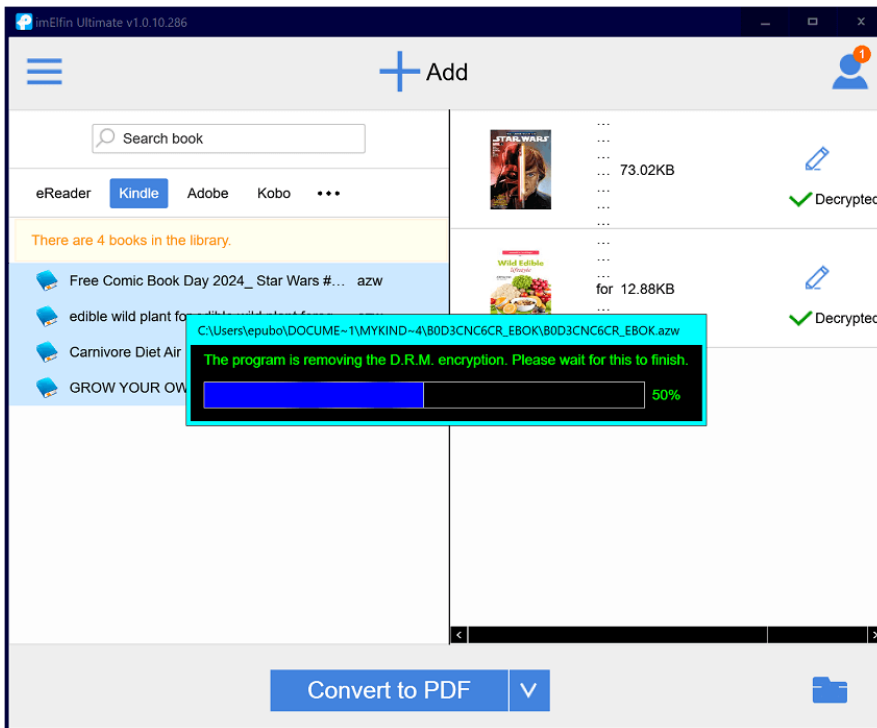 imElfin Ultimate v1.0.10.286
Add
1
Search book
eReader Kindle Adobe Kobo •••
There are 4 books in the library.
Free Comic Book Day 2024_ Star Wars #... azw
edible wild plant
Carnivore Diet Air
GROW YOUR OW
STAR WARS
... 73.02KB
Decrypted
Wild Edible
lifestyle
for 12.88KB
Decrypted
C:\Users\epubo\DOCUME~1\MYKIND~4\B0D3CNC6CR_EBOK\B0D3CNC6CR_EBOK.azw
The program is removing the D.R.M. encryption. Please wait for this to finish.
50%
Convert to PDF